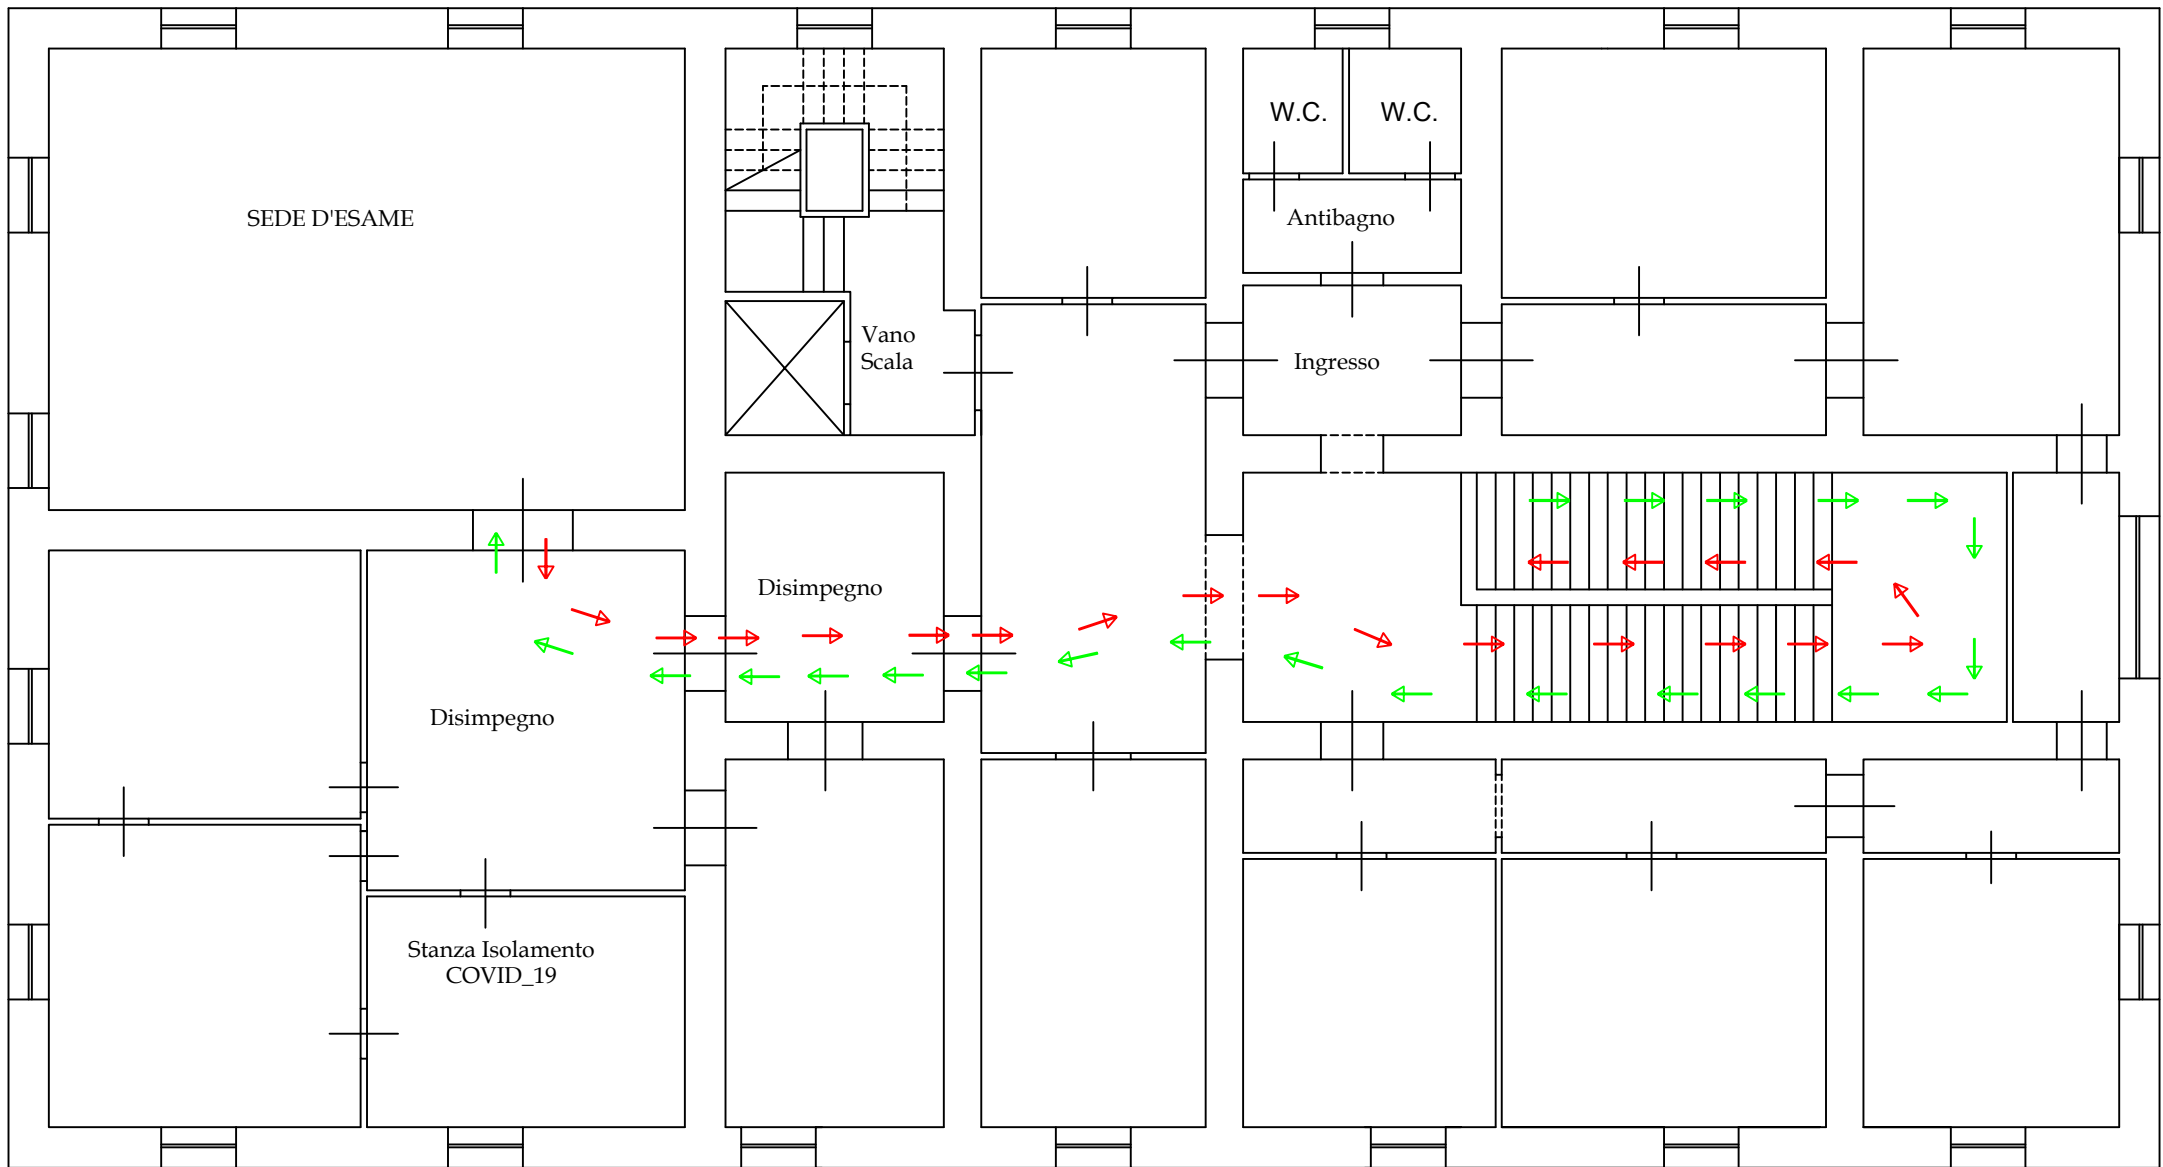 W.C.
W.C.
SEDE D'ESAME
Antibagno
Vano
Scala
Ingresso
Disimpegno
Disimpegno
Stanza Isolamento
COVID_19